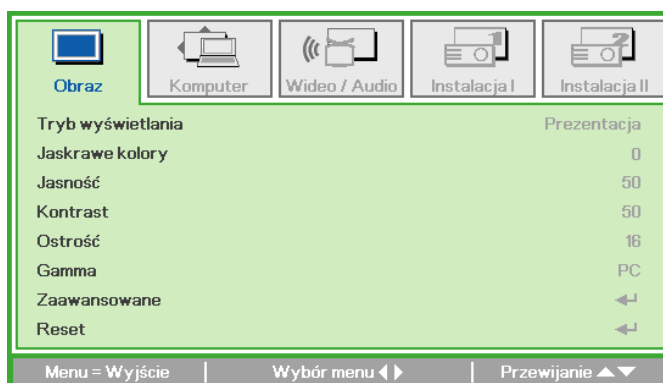 Obraz Komputer Wideo / Audio Instalacja I Instalacja II
Tryb wyświetlania Prezentacja
Jaskrawe kolory 0
Jasność 50
Kontrast 50
Ostrość 16
Gamma PC
Zaawansowane
Reset
Menu = Wyjście Wybór menu Przewijanie